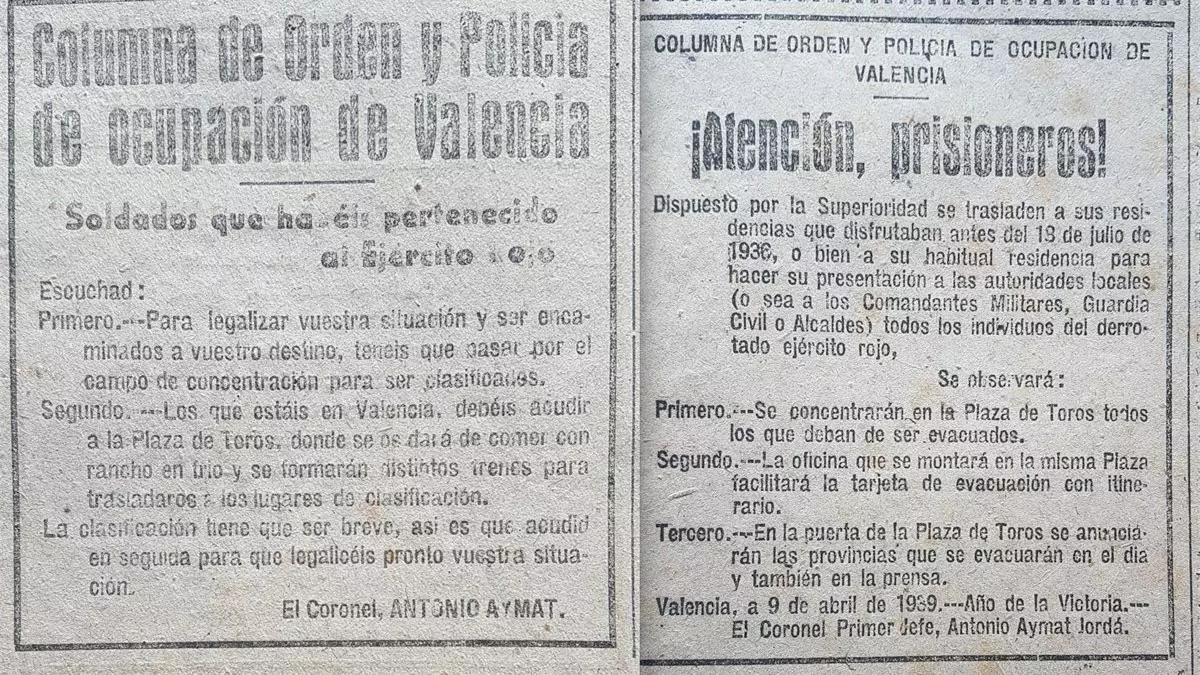 Columna de Orden y Policia
de ocupación de Valencia
Soldados que habéis pertenecido
al Ejército Rojo
Escuchad:
Primero.---Para legalizar vuestra situación y ser enca-
minados a vuestro destino, teneis que pasar por el
campo de concentración para ser clasificados.
Segundo.---Los que estáis en Valencia, debéis acudir
a la Plaza de Toros, donde se os dará de comer con
rancho en frio y se formarán distintos trenes para
trasladaros a los lugares de clasificación.
La clasificación tiene que ser breve, asi es que acudid
en seguida para que legalicéis pronto vuestra situa-
ción.
El Coronel, ANTONIO AYMAT.
COLUMNA DE ORDEN Y POLICIA DE OCUPACION DE
VALENCIA
¡Atención, prisioneros!
Dispuesto por la Superioridad se trasladen a sus resi-
dencias que disfrutaban antes del 18 de julio de
1936, o bien a su habitual residencia para
hacer su presentación a las autoridades locales
(o sea a los Comandantes Militares, Guardia
Civil o Alcaldes) todos los individuos del derro-
tado ejército rojo,
Se observará:
Primero.---Se concentrarán en la Plaza de Toros todos
los que deban de ser evacuados.
Segundo.---La oficina que se montará en la misma Plaza
facilitará la tarjeta de evacuación con itine-
rario.
Tercero.---En la puerta de la Plaza de Toros se anuncia-
rán las provincias que se evacuarán en el dia
y también en la prensa.
Valencia, a 9 de abril de 1939.---Año de la Victoria.---
El Coronel Primer Jefe, Antonio Aymat Jordá.